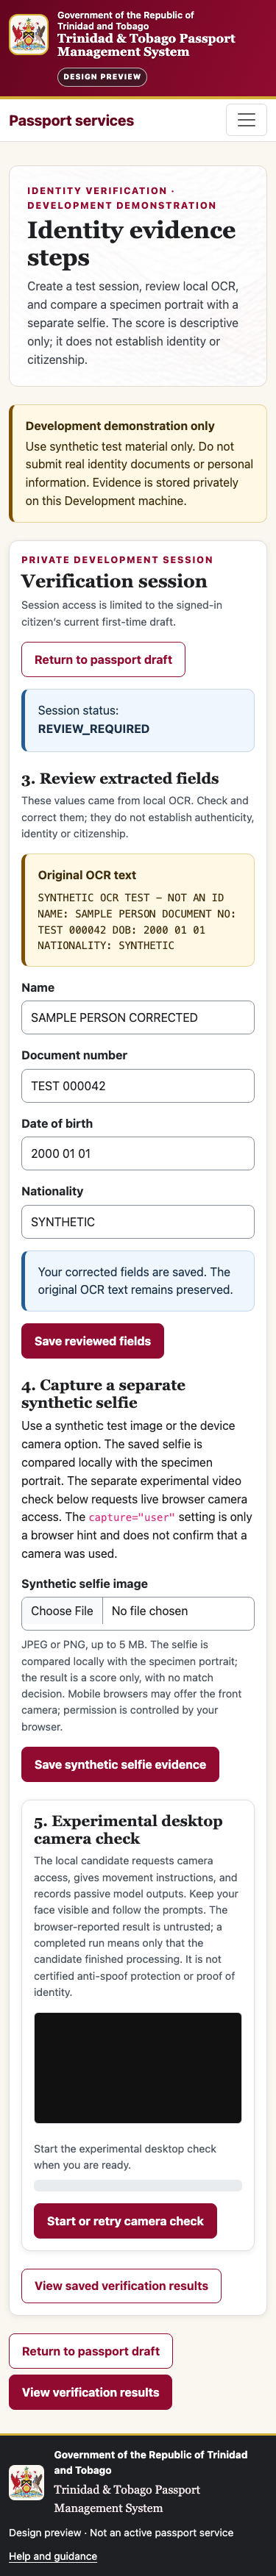 Government of the Republic of
Trinidad and Tobago
Trinidad & Tobago Passport
Management System
DESIGN PREVIEW
Passport services
IDENTITY VERIFICATION ·
DEVELOPMENT DEMONSTRATION
Identity evidence
steps
Create a test session, review local OCR,
and compare a specimen portrait with a
separate selfie. The score is descriptive
only; it does not establish identity or
citizenship.
Development demonstration only
Use synthetic test material only. Do not
submit real identity documents or personal
information. Evidence is stored privately
on this Development machine.
PRIVATE DEVELOPMENT SESSION
Verification session
Session access is limited to the signed-in
citizen's current first-time draft.
Return to passport draft
Session status:
REVIEW_REQUIRED
3. Review extracted fields
These values came from local OCR. Check and
correct them; they do not establish authenticity,
identity or citizenship.
Original OCR text
SYNTHETIC OCR TEST – NOT AN ID
NAME: SAMPLE PERSON DOCUMENT NO:
TEST 000042 DOB: 2000 01 01
NATIONALITY: SYNTHETIC
Name
SAMPLE PERSON CORRECTED
Document number
TEST 000042
Date of birth
2000 01 01
Nationality
SYNTHETIC
Your corrected fields are saved. The
original OCR text remains preserved.
Save reviewed fields
4. Capture a separate
synthetic selfie
Use a synthetic test image or the device
camera option. The saved selfie is
compared locally with the specimen
portrait. The separate experimental video
check below requests live browser camera
access. The capture="user" setting is only
a browser hint and does not confirm that a
camera was used.
Synthetic selfie image
Choose File No file chosen
JPEG or PNG, up to 5 MB. The selfie is
compared locally with the specimen portrait;
the result is a score only, with no match
decision. Mobile browsers may offer the front
camera; permission is controlled by your
browser.
Save synthetic selfie evidence
5. Experimental desktop
camera check
The local candidate requests camera
access, gives movement instructions, and
records passive model outputs. Keep your
face visible and follow the prompts. The
browser-reported result is untrusted; a
completed run means only that the
candidate finished processing. It is not
certified anti-spoof protection or proof of
identity.
Start the experimental desktop check
when you are ready.
Start or retry camera check
View saved verification results
Return to passport draft
View verification results
Government of the Republic of Trinidad
and Tobago
Trinidad & Tobago Passport
Management System
Design preview · Not an active passport service
Help and guidance